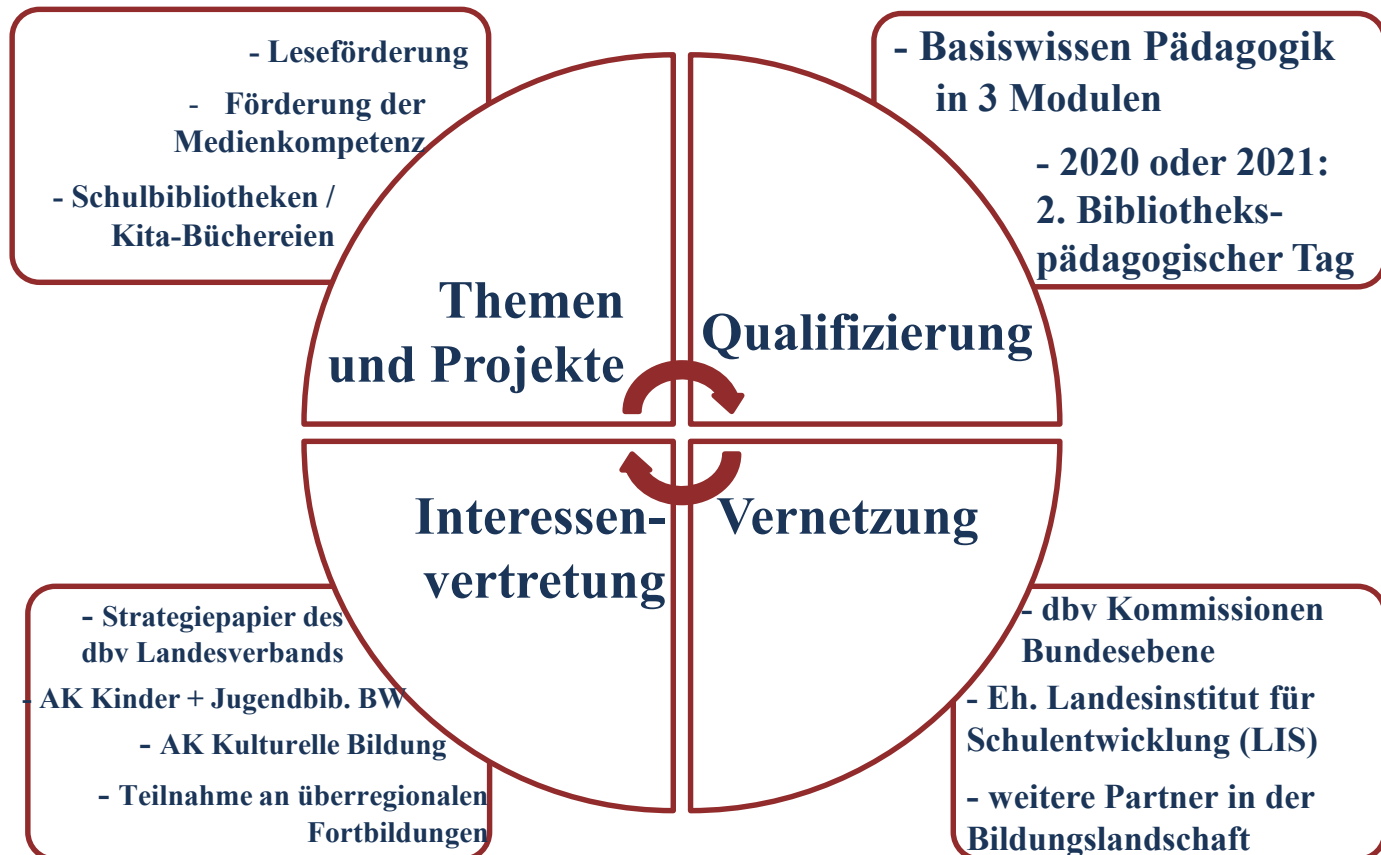 - Leseförderung
- Förderung der
Medienkompetenz
- Schulbibliotheken /
Kita-Büchereien
- Basiswissen Pädagogik
in 3 Modulen
- 2020 oder 2021:
2. Bibliotheks-
pädagogischer Tag
Themen
und Projekte
Qualifizierung
Interessen-
vertretung
Vernetzung
- Strategiepapier des
dbv Landesverbands
- AK Kinder + Jugendbib. BW
- AK Kulturelle Bildung
- Teilnahme an überregionalen
Fortbildungen
- dbv Kommissionen
Bundesebene
- Eh. Landesinstitut für
Schulentwicklung (LIS)
- weitere Partner in der
Bildungslandschaft